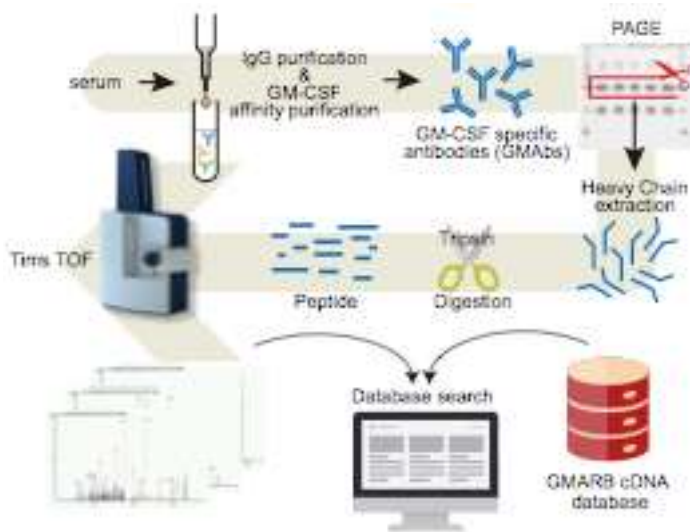 serum
IgG purification
&
GM-CSF
affinity purification
GM-CSF specific
antibodies (GMAbs)
PAGE
Heavy Chain
extraction
Tims TOF
Peptide
Digestion
Database search
GMARB cDNA
database